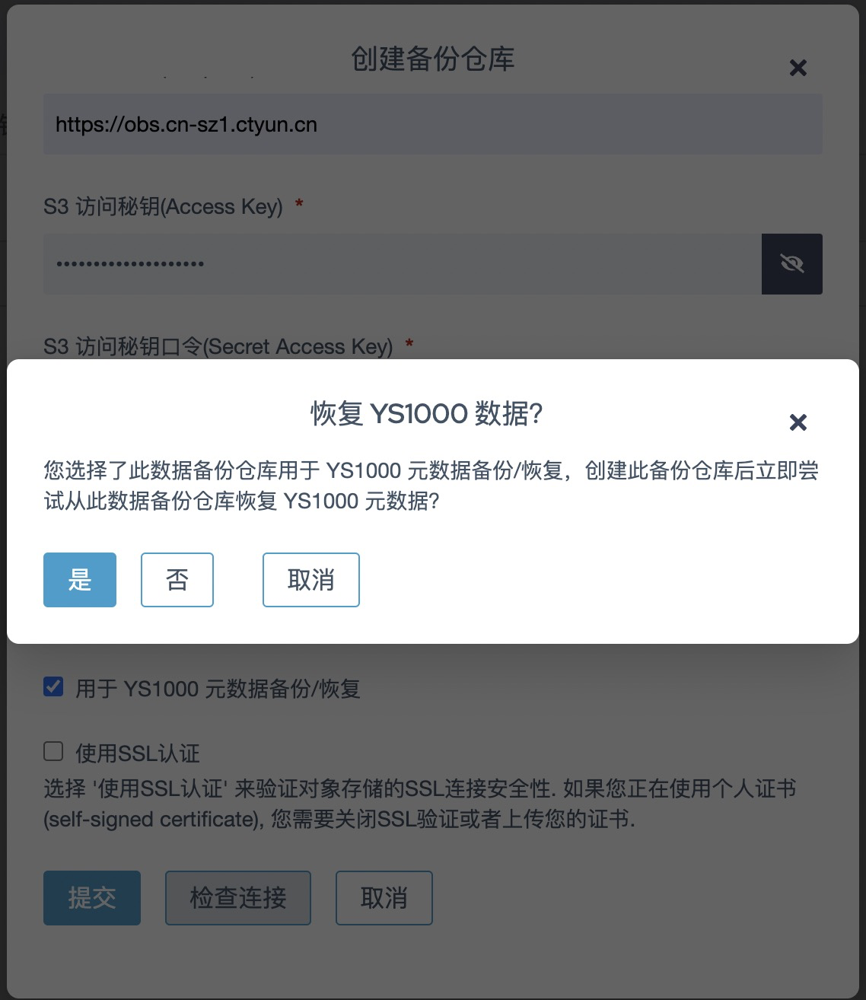 创建备份仓库
https://obs.cn-sz1.ctyun.cn
S3 访问秘钥(Access Key) *
••••••••••••••••••••
S3 访问秘钥口令(Secret Access Key) *
恢复 YS1000 数据?
您选择了此数据备份仓库用于 YS1000 元数据备份/恢复，创建此备份仓库后立即尝
试从此数据备份仓库恢复 YS1000 元数据?
是 否 取消
用于 YS1000 元数据备份/恢复
使用SSL认证
选择 '使用SSL认证' 来验证对象存储的SSL连接安全性. 如果您正在使用个人证书
(self-signed certificate), 您需要关闭SSL验证或者上传您的证书.
提交 检查连接 取消